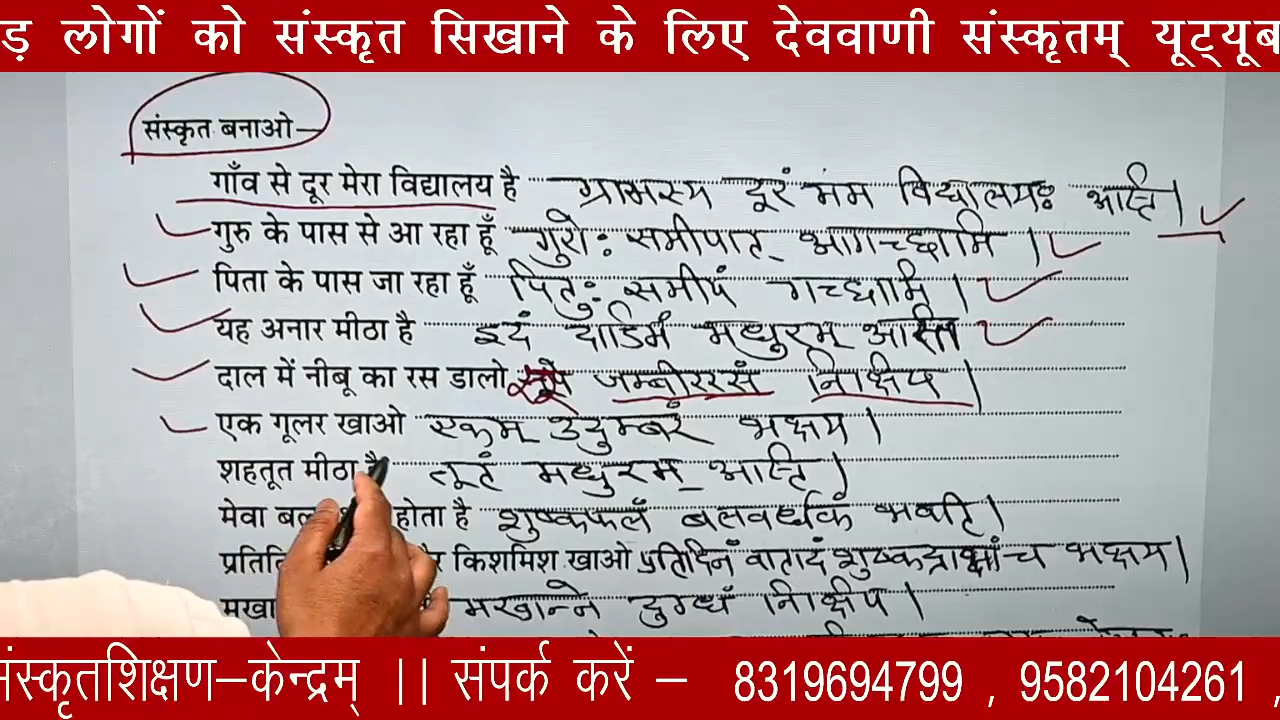 ड़ लोगों को संस्कृत सिखाने के लिए देववाणी संस्कृतम् यूट्यूब
संस्कृत बनाओ–
गाँव से दूर मेरा विद्यालय है ग्रामस्य दूरं मम विद्यालयः अस्ति।
गुरु के पास से आ रहा हूँ गुरोः समीपात् आगच्छामि ।
पिता के पास जा रहा हूँ पितुः समीपं गच्छामि ।
यह अनार मीठा है इदं दाडिमं मधुरम् अस्ति
दाल में नीबू का रस डालो सूपे जम्बीररसं निक्षिप ।
एक गूलर खाओ एकम् उदुम्बरं भक्षय ।
शहतूत मीठा है तूतं मधुरम् अस्ति ।
मेवा होता है शुष्कफलं बलवर्धकं भवति ।
किशमिश खाओ प्रतिदिनं वातादं शुष्कद्राक्षां च भक्षय ।
मखान्ने दुग्धं निक्षिप ।
संस्कृतशिक्षण–केन्द्रम् || संपर्क करें – 8319694799 , 9582104261 ,